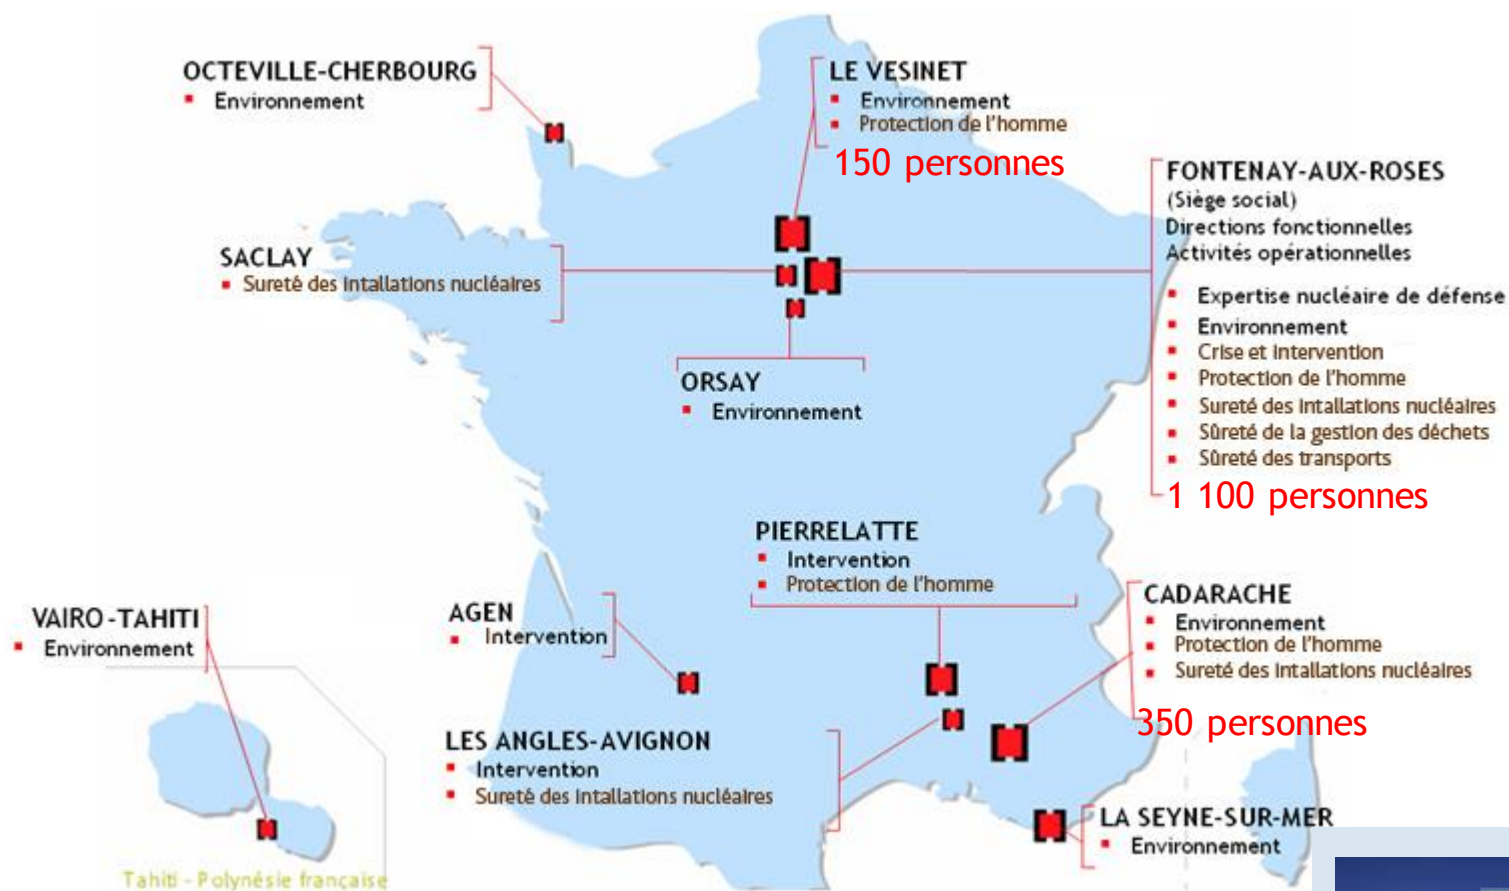 OCTEVILLE-CHERBOURG
Environnement
LE VESINET
Environnement
Protection de l'homme
150 personnes
FONTENAY-AUX-ROSES
(Siège social)
Directions fonctionnelles
Activités opérationnelles
Expertise nucléaire de défense
Environnement
Crise et intervention
Protection de l'homme
Sureté des intallations nucléaires
Sûreté de la gestion des déchets
Sûreté des transports
1 100 personnes
SACLAY
Sureté des intallations nucléaires
ORSAY
Environnement
PIERRELATTE
Intervention
Protection de l'homme
CADARACHE
Environnement
Protection de l'homme
Sureté des intallations nucléaires
350 personnes
AGEN
Intervention
VAIRO-TAHITI
Environnement
LES ANGLES-AVIGNON
Intervention
Sureté des intallations nucléaires
LA SEYNE-SUR-MER
Environnement
Tahiti - Polynésie française